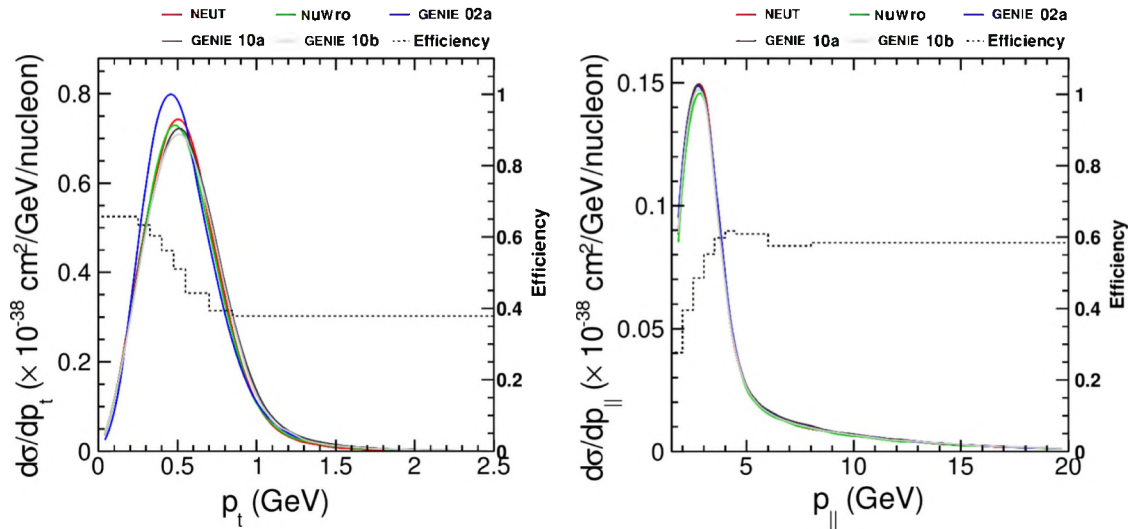 NEUT NuWro GENIE 02a
GENIE 10a GENIE 10b Efficiency
dσ/dp_t (× 10^-38 cm^2/GeV/nucleon)
0.8
0.6
0.4
0.2
0
1
0.8
0.6
0.4
0.2
0
Efficiency
0 0.5 1 1.5 2 2.5
p_t (GeV)
NEUT NuWro GENIE 02a
GENIE 10a GENIE 10b Efficiency
dσ/dp_|| (× 10^-38 cm^2/GeV/nucleon)
0.15
0.1
0.05
0
1
0.8
0.6
0.4
0.2
0
Efficiency
5 10 15 20
p_|| (GeV)